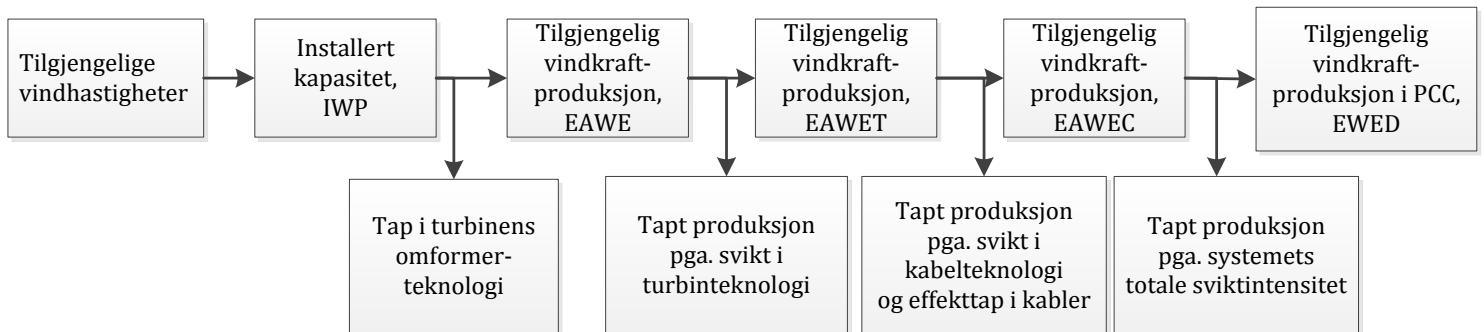 Tilgjengelige
vindhastigheter
Installert
kapasitet,
IWP
Tilgjengelig
vindkraft-
produksjon,
EAWE
Tilgjengelig
vindkraft-
produksjon,
EAWET
Tilgjengelig
vindkraft-
produksjon,
EAWEC
Tilgjengelig
vindkraft-
produksjon i PCC,
EWED
Tap i turbinens
omformer-
teknologi
Tapt produksjon
pga. svikt i
turbinteknologi
Tapt produksjon
pga. svikt i
kabelteknologi
og effekttap i kabler
Tapt produksjon
pga. systemets
totale sviktintensitet